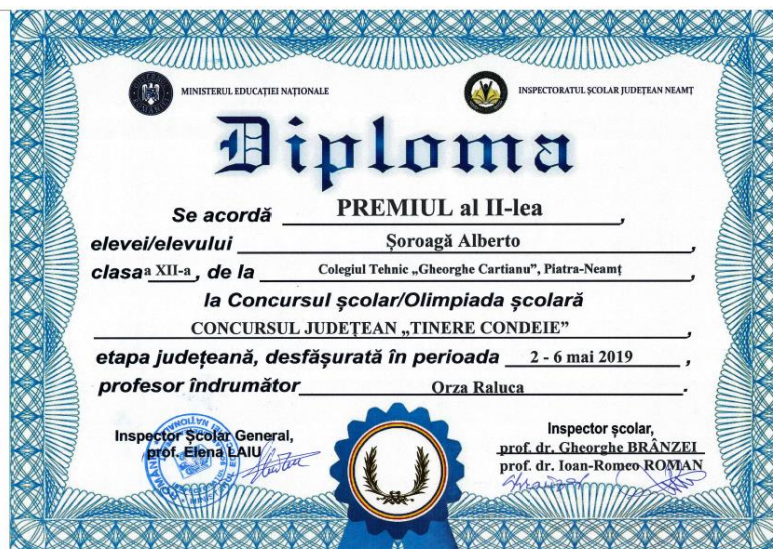 MINISTERUL EDUCAȚIEI NAȚIONALE
INSPECTORATUL ȘCOLAR JUDEȚEAN NEAMȚ
Diploma
Se acordă PREMIUL al II-lea,
elevei/elevului Șoroagă Alberto,
clasa a XII-a, de la Colegiul Tehnic „Gheorghe Cartianu”, Piatra-Neamț,
la Concursul școlar/Olimpiada școlară
CONCURSUL JUDEȚEAN „TINERE CONDEIE”,
etapa județeană, desfășurată în perioada 2 - 6 mai 2019,
profesor îndrumător Orza Raluca.
Inspector Școlar General,
prof. Elena LAIU
Inspector școlar,
prof. dr. Gheorghe BRÂNZEI
prof. dr. Ioan-Romeo ROMAN